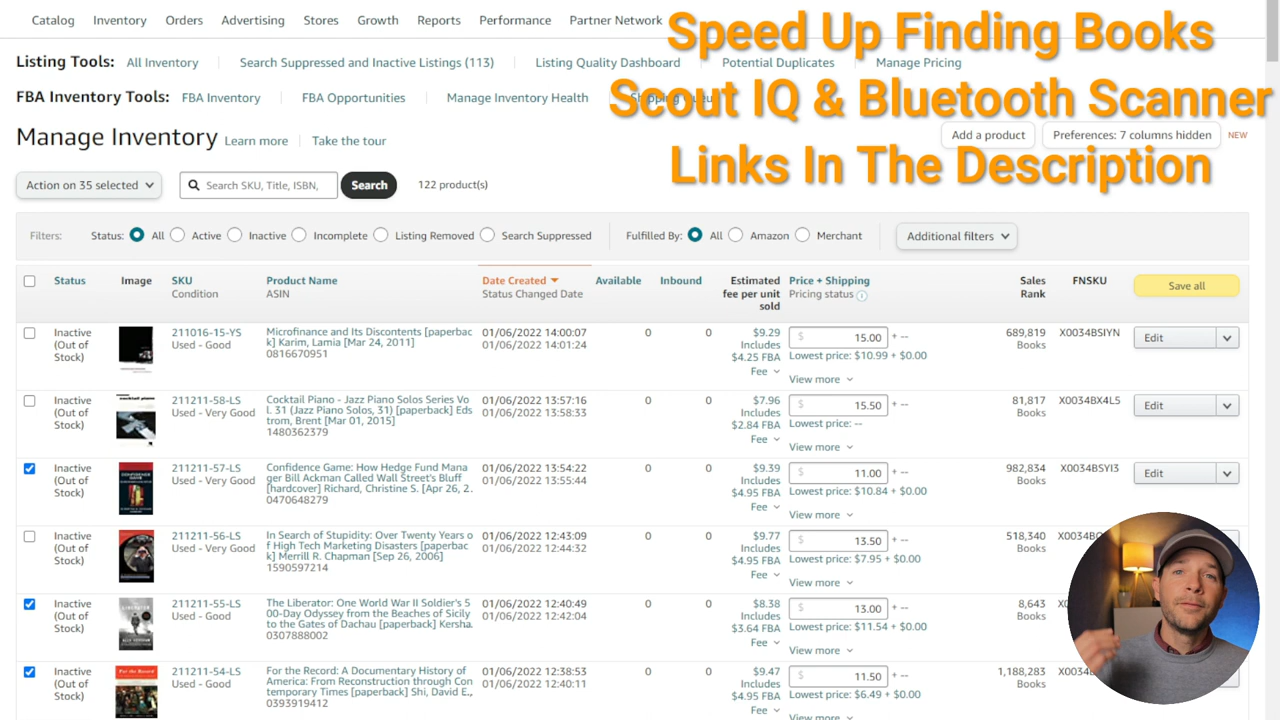 Catalog Inventory Orders Advertising Stores Growth Reports Performance Partner Network
Speed Up Finding Books
Scout IQ & Bluetooth Scanner
Links In The Description
Listing Tools: All Inventory Search Suppressed and Inactive Listings (113) Listing Quality Dashboard Potential Duplicates Manage Pricing
FBA Inventory Tools: FBA Inventory FBA Opportunities Manage Inventory Health Shipping Queue
Manage Inventory Learn more Take the tour Add a product Preferences: 7 columns hidden NEW
Action on 35 selected Search SKU, Title, ISBN, Search 122 product(s)
Filters: Status: All Active Inactive Incomplete Listing Removed Search Suppressed Fulfilled By: All Amazon Merchant Additional filters
Status Image SKU Product Name Date Created Available Inbound Estimated Price + Shipping Sales FNSKU Save all
Condition ASIN Status Changed Date fee per unit Pricing status Rank
sold
Inactive 211016-15-YS Microfinance and Its Discontents [paperbac 01/06/2022 14:00:07 0 0 $9.29 $ 15.00 + -- 689,819 X0034BSIYN Edit
(Out of Used - Good k] Karim, Lamia [Mar 24, 2011] 01/06/2022 14:01:24 Includes Lowest price: $10.99 + $0.00 Books
Stock) 0816670951 $4.25 FBA
Fee View more
Inactive 211211-58-LS Cocktail Piano - Jazz Piano Solos Series Vo 01/06/2022 13:57:16 0 0 $7.96 $ 15.50 + -- 81,817 X0034BX4L5 Edit
(Out of Used - Very Good l. 31 (Jazz Piano Solos, 31) [paperback] Eds 01/06/2022 13:58:33 Includes Lowest price: -- Books
Stock) trom, Brent [Mar 01, 2015] $2.84 FBA
1480362379 Fee View more
Inactive 211211-57-LS Confidence Game: How Hedge Fund Mana 01/06/2022 13:54:22 0 0 $9.39 $ 11.00 + -- 982,834 X0034BSYI3 Edit
(Out of Used - Good ger Bill Ackman Called Wall Street's Bluff 01/06/2022 13:55:44 Includes Lowest price: $10.84 + $0.00 Books
Stock) [hardcover] Richard, Christine S. [Apr 26, 2. $4.95 FBA
0470648279 Fee View more
Inactive 211211-56-LS In Search of Stupidity: Over Twenty Years o 01/06/2022 12:43:09 0 0 $9.77 $ 13.50 + -- 518,340
(Out of Used - Very Good f High Tech Marketing Disasters [paperbac 01/06/2022 12:44:32 Includes Lowest price: $7.95 + $0.00 Books
Stock) k] Merrill R. Chapman [Sep 26, 2006] $4.95 FBA
1590597214 Fee View more
Inactive 211211-55-LS The Liberator: One World War II Soldier's 5 01/06/2022 12:40:49 0 0 $8.38 $ 13.00 + -- 8,643
(Out of Used - Good 00-Day Odyssey from the Beaches of Sicily 01/06/2022 12:42:04 Includes Lowest price: $11.54 + $0.00 Books
Stock) to the Gates of Dachau [paperback] Kersha. $3.64 FBA
0307888002 Fee View more
Inactive 211211-54-LS For the Record: A Documentary History of 01/06/2022 12:38:53 0 0 $9.47 $ 11.50 + -- 1,188,283
(Out of Used - Good America: From Reconstruction through Con 01/06/2022 12:40:11 Includes Lowest price: $6.49 + $0.00 Books
Stock) temporary Times [paperback] Shi, David E., $4.95 FBA
0393919412 Fee View more